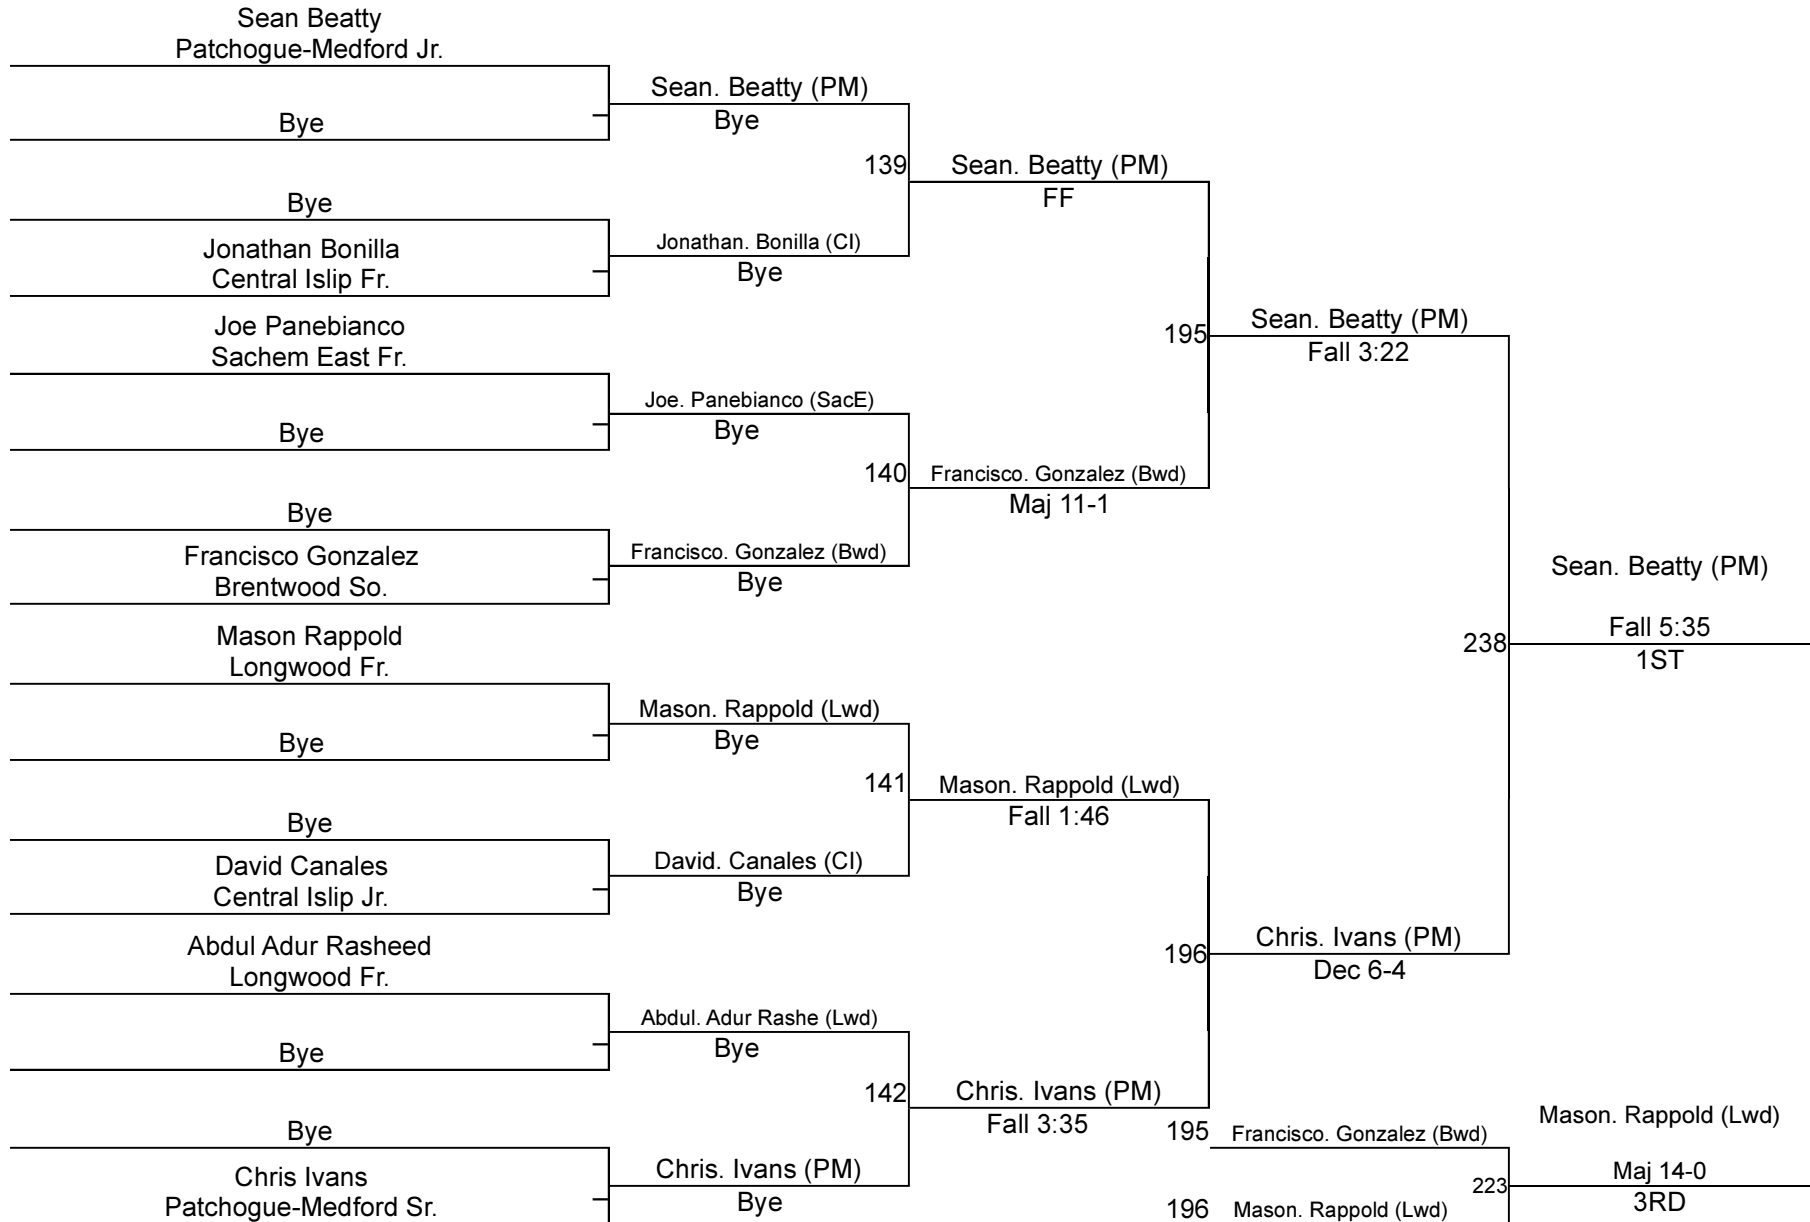 Sean Beatty
Patchogue-Medford Jr.
Bye
Bye
Jonathan Bonilla
Central Islip Fr.
Joe Panebianco
Sachem East Fr.
Bye
Bye
Francisco Gonzalez
Brentwood So.
Mason Rappold
Longwood Fr.
Bye
Bye
David Canales
Central Islip Jr.
Abdul Adur Rasheed
Longwood Fr.
Bye
Bye
Chris Ivans
Patchogue-Medford Sr.
Sean. Beatty (PM)
Bye
139
Jonathan. Bonilla (CI)
Bye
Joe. Panebianco (SacE)
Bye
140
Francisco. Gonzalez (Bwd)
Bye
Mason. Rappold (Lwd)
Bye
141
David. Canales (CI)
Bye
Abdul. Adur Rashe (Lwd)
Bye
142
Chris. Ivans (PM)
Bye
Sean. Beatty (PM)
FF
195
Francisco. Gonzalez (Bwd)
Maj 11-1
Mason. Rappold (Lwd)
Fall 1:46
196
Chris. Ivans (PM)
Fall 3:35
Sean. Beatty (PM)
Fall 3:22
238
Chris. Ivans (PM)
Dec 6-4
Sean. Beatty (PM)
Fall 5:35
1ST
195 Francisco. Gonzalez (Bwd)
223
196 Mason. Rappold (Lwd)
Mason. Rappold (Lwd)
Maj 14-0
3RD